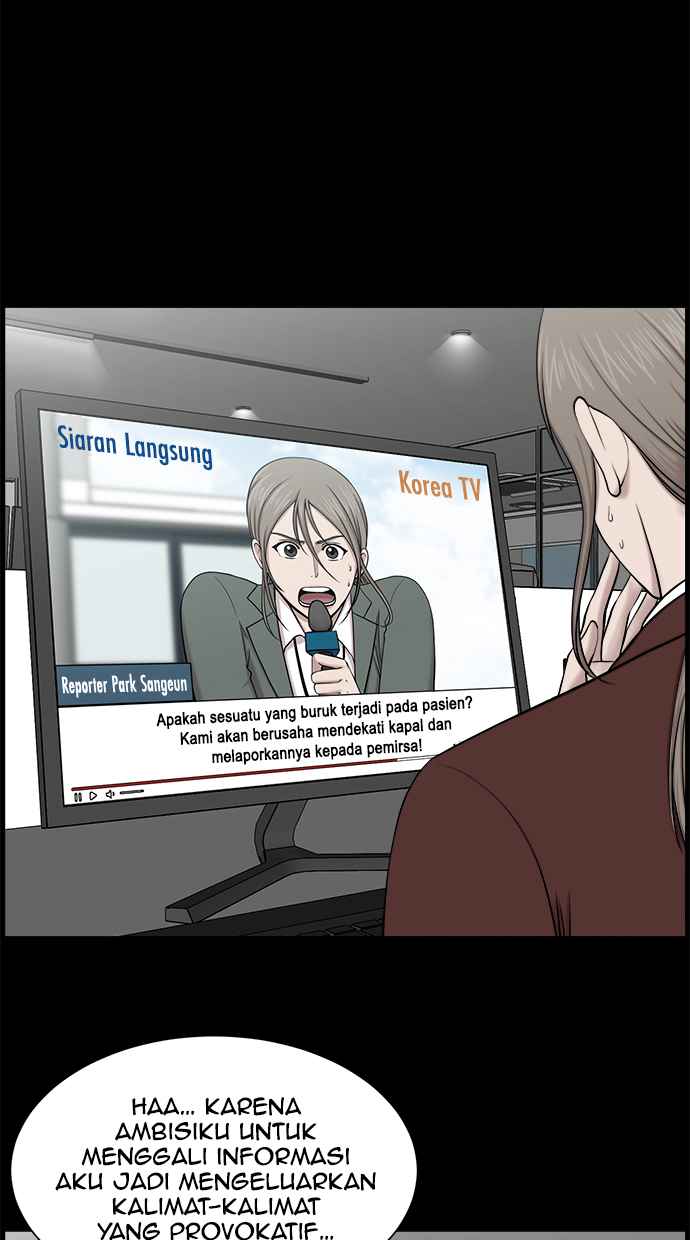 Siaran Langsung
Korea TV
Reporter Park Sangeun
Apakah sesuatu yang buruk terjadi pada pasien?
Kami akan berusaha mendekati kapal dan
melaporkannya kepada pemirsa!
HAA... KARENA
AMBISIKU UNTUK
MENGGALI INFORMASI
AKU JADI MENGELUARKAN
KALIMAT-KALIMAT
YANG PROVOKATIF...